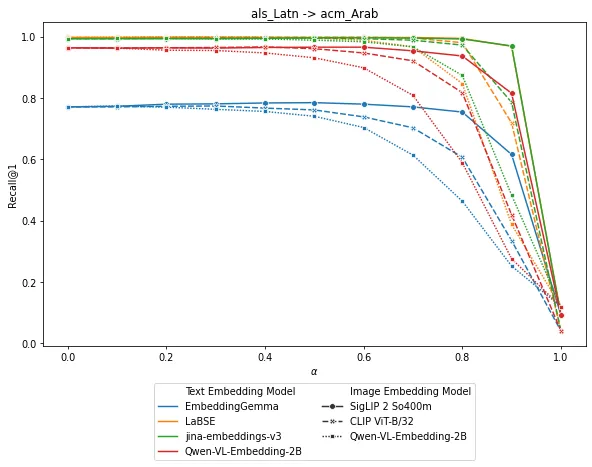 als_Latn -> acm_Arab
Recall@1
1.0
0.8
0.6
0.4
0.2
0.0
0.0 0.2 0.4 0.6 0.8 1.0
α
Text Embedding Model
EmbeddingGemma
LaBSE
jina-embeddings-v3
Qwen-VL-Embedding-2B
Image Embedding Model
SigLIP 2 So400m
CLIP ViT-B/32
Qwen-VL-Embedding-2B